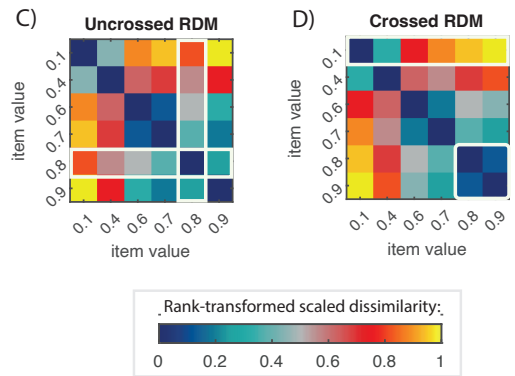 C)
Uncrossed RDM
item value
0.1
0.4
0.6
0.7
0.8
0.9
0.1 0.4 0.6 0.7 0.8 0.9
item value
D)
Crossed RDM
item value
0.1
0.4
0.6
0.7
0.8
0.9
0.1 0.4 0.6 0.7 0.8 0.9
item value
Rank-transformed scaled dissimilarity:
0 0.2 0.4 0.6 0.8 1